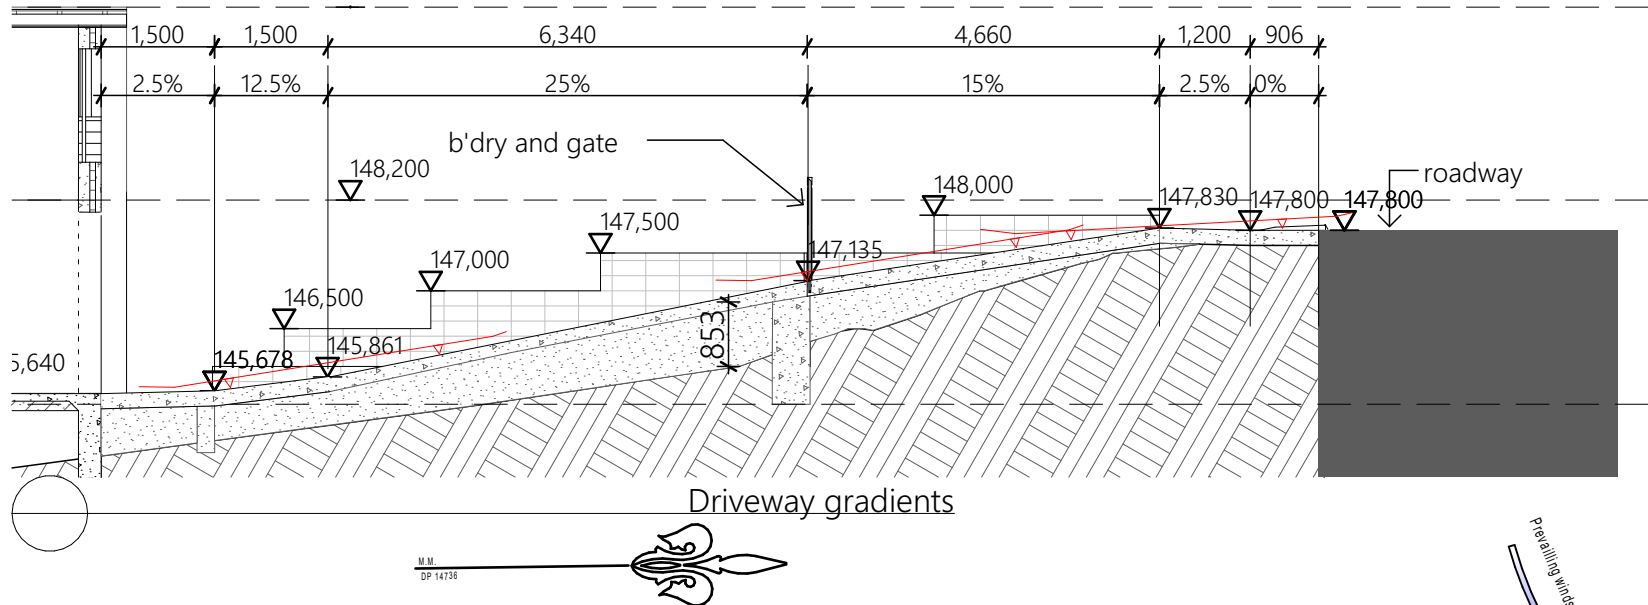 1,500 1,500 6,340 4,660 1,200 906
2.5% 12.5% 25% 15% 2.5% 0%
b'dry and gate
148,200
148,000
roadway
147,830 147,800 147,800
147,500
147,135
147,000
146,500
853
145,861
145,678
5,640
Driveway gradients
M.M.
DP 14736
Prevailling winds